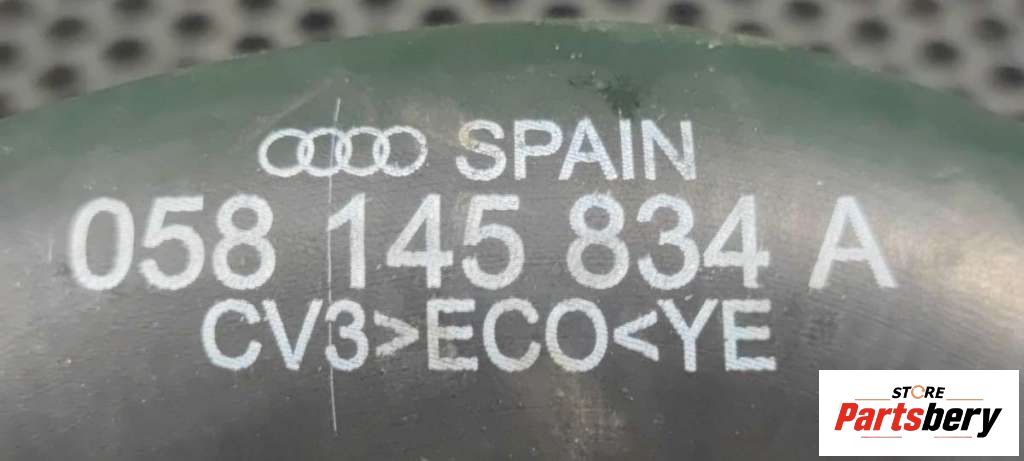 SPAIN
058 145 834 A
CV3>ECO<YE
STORE
Partsbery